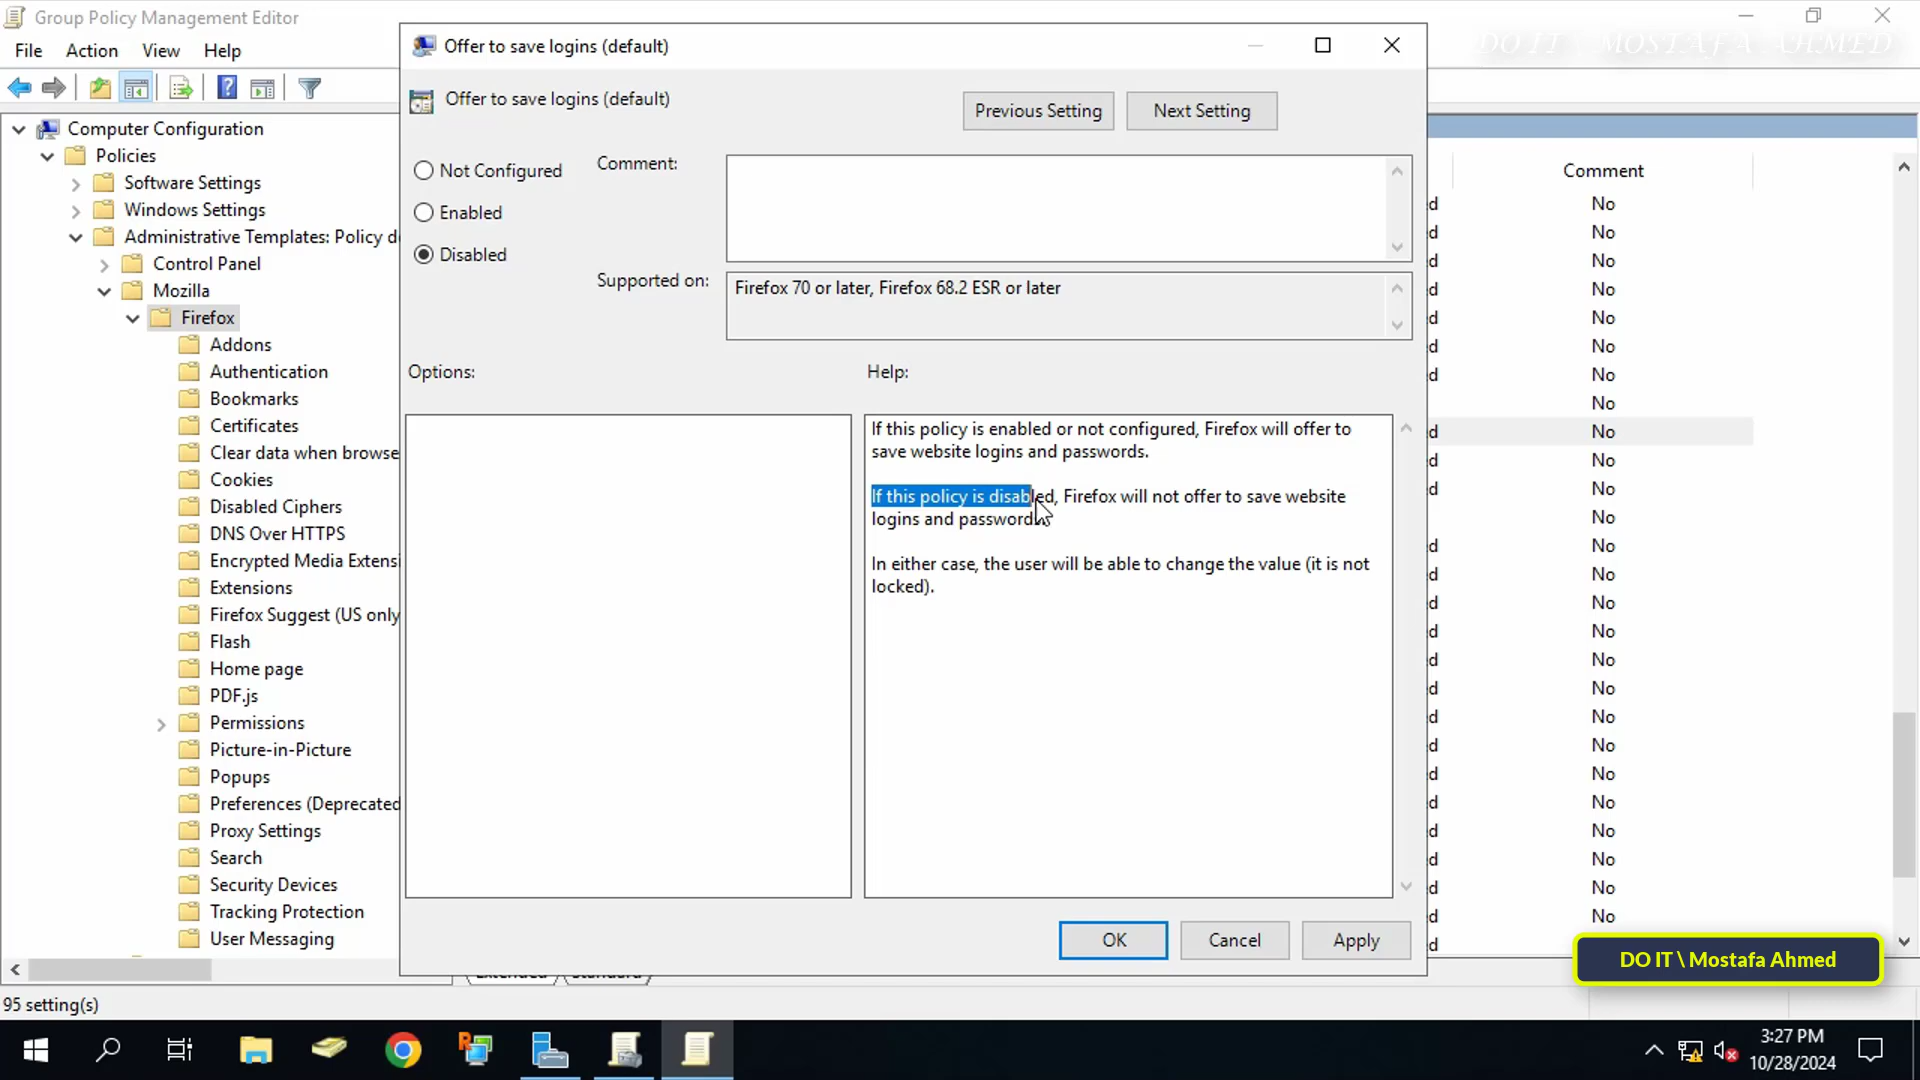 Group Policy Management Editor
DO IT \ MOSTAFA AHMED
File Action View Help
Computer Configuration
Policies
Software Settings
Windows Settings
Administrative Templates: Policy d
Control Panel
Mozilla
Firefox
Addons
Authentication
Bookmarks
Certificates
Clear data when browse
Cookies
Disabled Ciphers
DNS Over HTTPS
Encrypted Media Extensi
Extensions
Firefox Suggest (US only
Flash
Home page
PDF.js
Permissions
Picture-in-Picture
Popups
Preferences (Deprecated
Proxy Settings
Search
Security Devices
Tracking Protection
User Messaging
Offer to save logins (default)
Offer to save logins (default)
Previous Setting
Next Setting
Not Configured
Enabled
Disabled
Comment:
Supported on:
Firefox 70 or later, Firefox 68.2 ESR or later
Options:
Help:
If this policy is enabled or not configured, Firefox will offer to
save website logins and passwords.
If this policy is disabled, Firefox will not offer to save website
logins and passwords.
In either case, the user will be able to change the value (it is not
locked).
OK
Cancel
Apply
Comment
d No
d No
d No
d No
d No
d No
d No
No
d No
d No
d No
No
d No
d No
d No
d No
d No
d No
d No
d No
d No
d No
d No
d No
d No
d No
d
Extended
Standard
DO IT \ Mostafa Ahmed
95 setting(s)
3:27 PM
10/28/2024